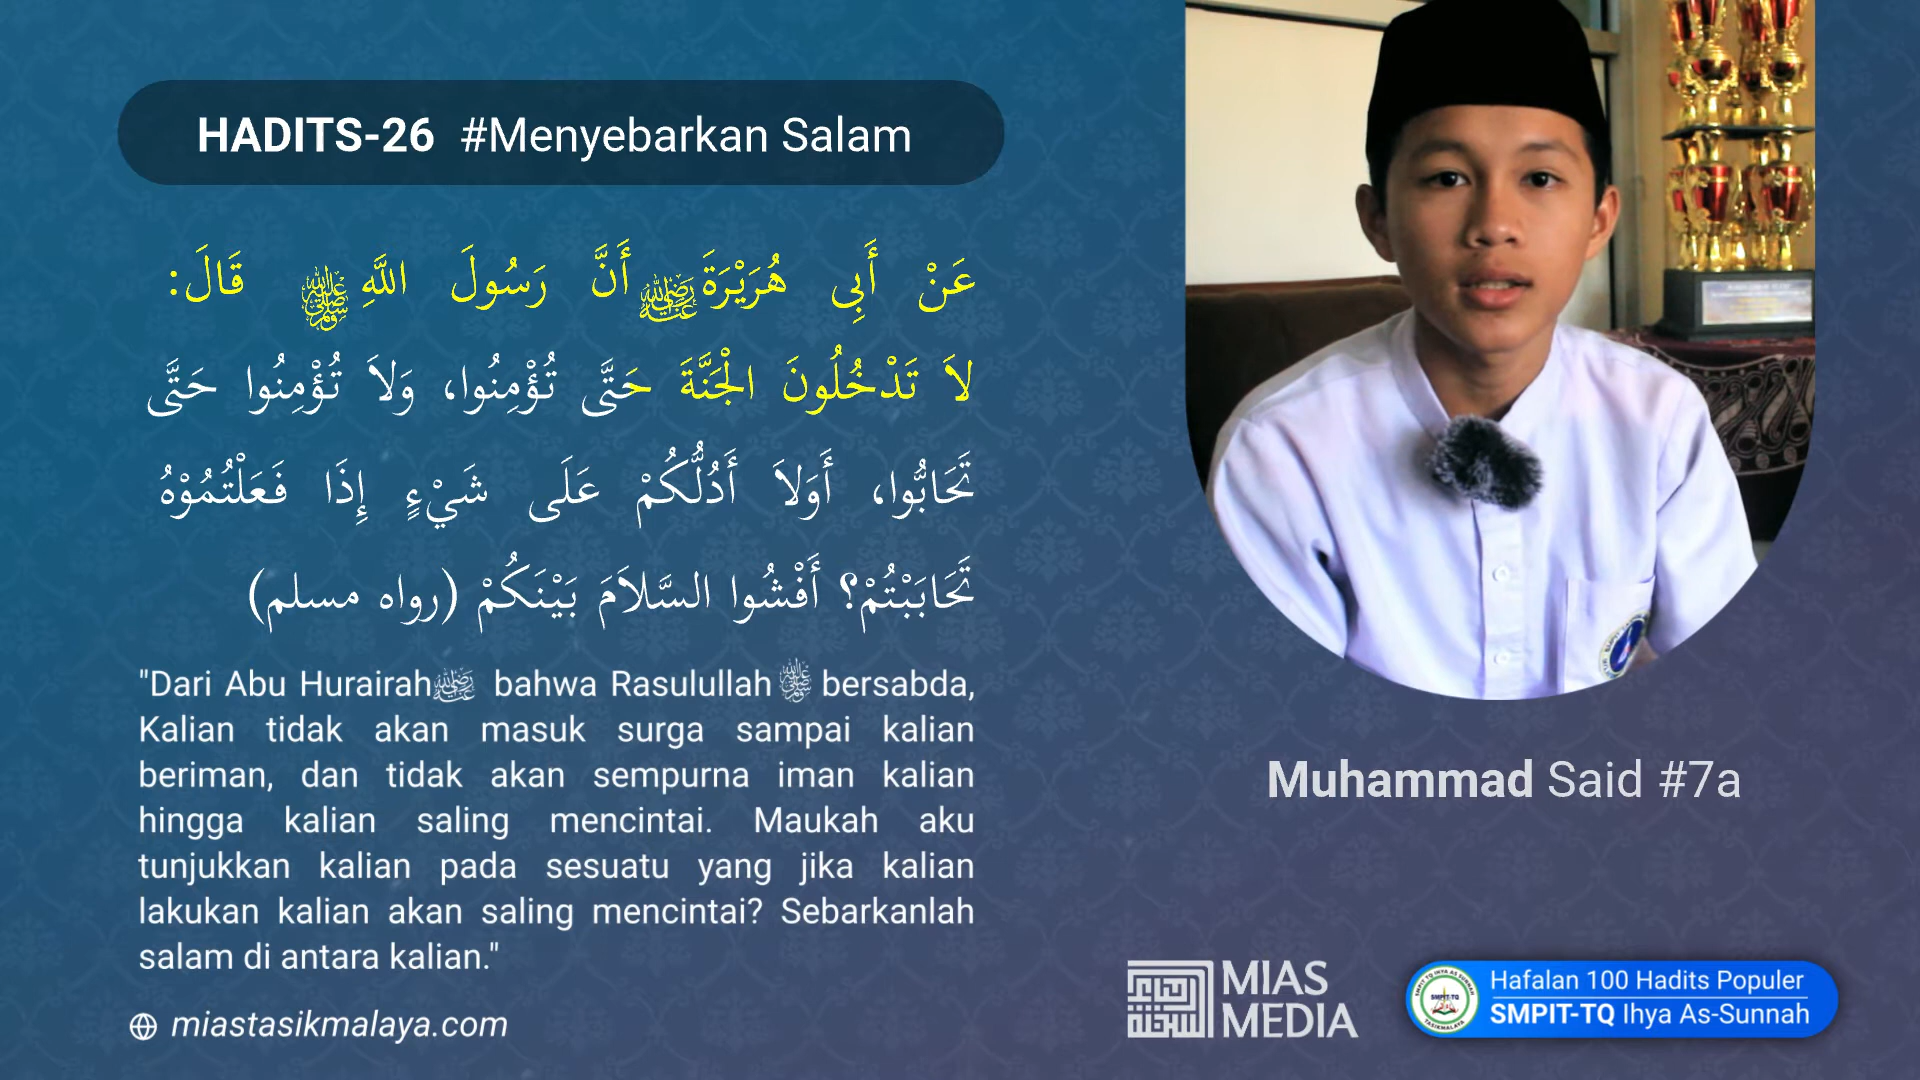 HADITS-26 #Menyebarkan Salam
عَنْ أَبِى هُرَيْرَةَ ﵁ أَنَّ رَسُولَ اللَّهِ ﷺ قَالَ:
لاَ تَدْخُلُونَ الْجَنَّةَ حَتَّى تُؤْمِنُوا، وَلاَ تُؤْمِنُوا حَتَّى
تَحَابُّوا، أَوَلاَ أَدُلُّكُمْ عَلَى شَيْءٍ إِذَا فَعَلْتُمُوْهُ
تَحَابَبْتُمْ؟ أَفْشُوا السَّلاَمَ بَيْنَكُمْ (رواه مسلم)
"Dari Abu Hurairah ﵁ bahwa Rasulullah ﷺ bersabda,
Kalian tidak akan masuk surga sampai kalian
beriman, dan tidak akan sempurna iman kalian
hingga kalian saling mencintai. Maukah aku
tunjukkan kalian pada sesuatu yang jika kalian
lakukan kalian akan saling mencintai? Sebarkanlah
salam di antara kalian."
miastasikmalaya.com
Muhammad Said #7a
MIAS
MEDIA
Hafalan 100 Hadits Populer
SMPIT-TQ Ihya As-Sunnah